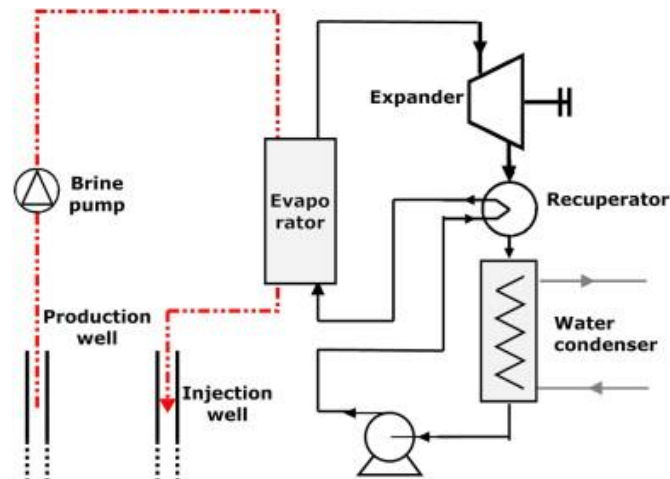 Expander
Brine
pump
Evapo
rator
Recuperator
Production
well
Water
condenser
Injection
well